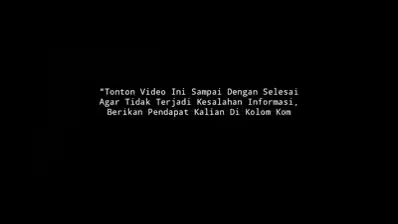 "Tonton Video Ini Sampai Dengan Selesai
Agar Tidak Terjadi Kesalahan Informasi,
Berikan Pendapat Kalian Di Kolom Kom